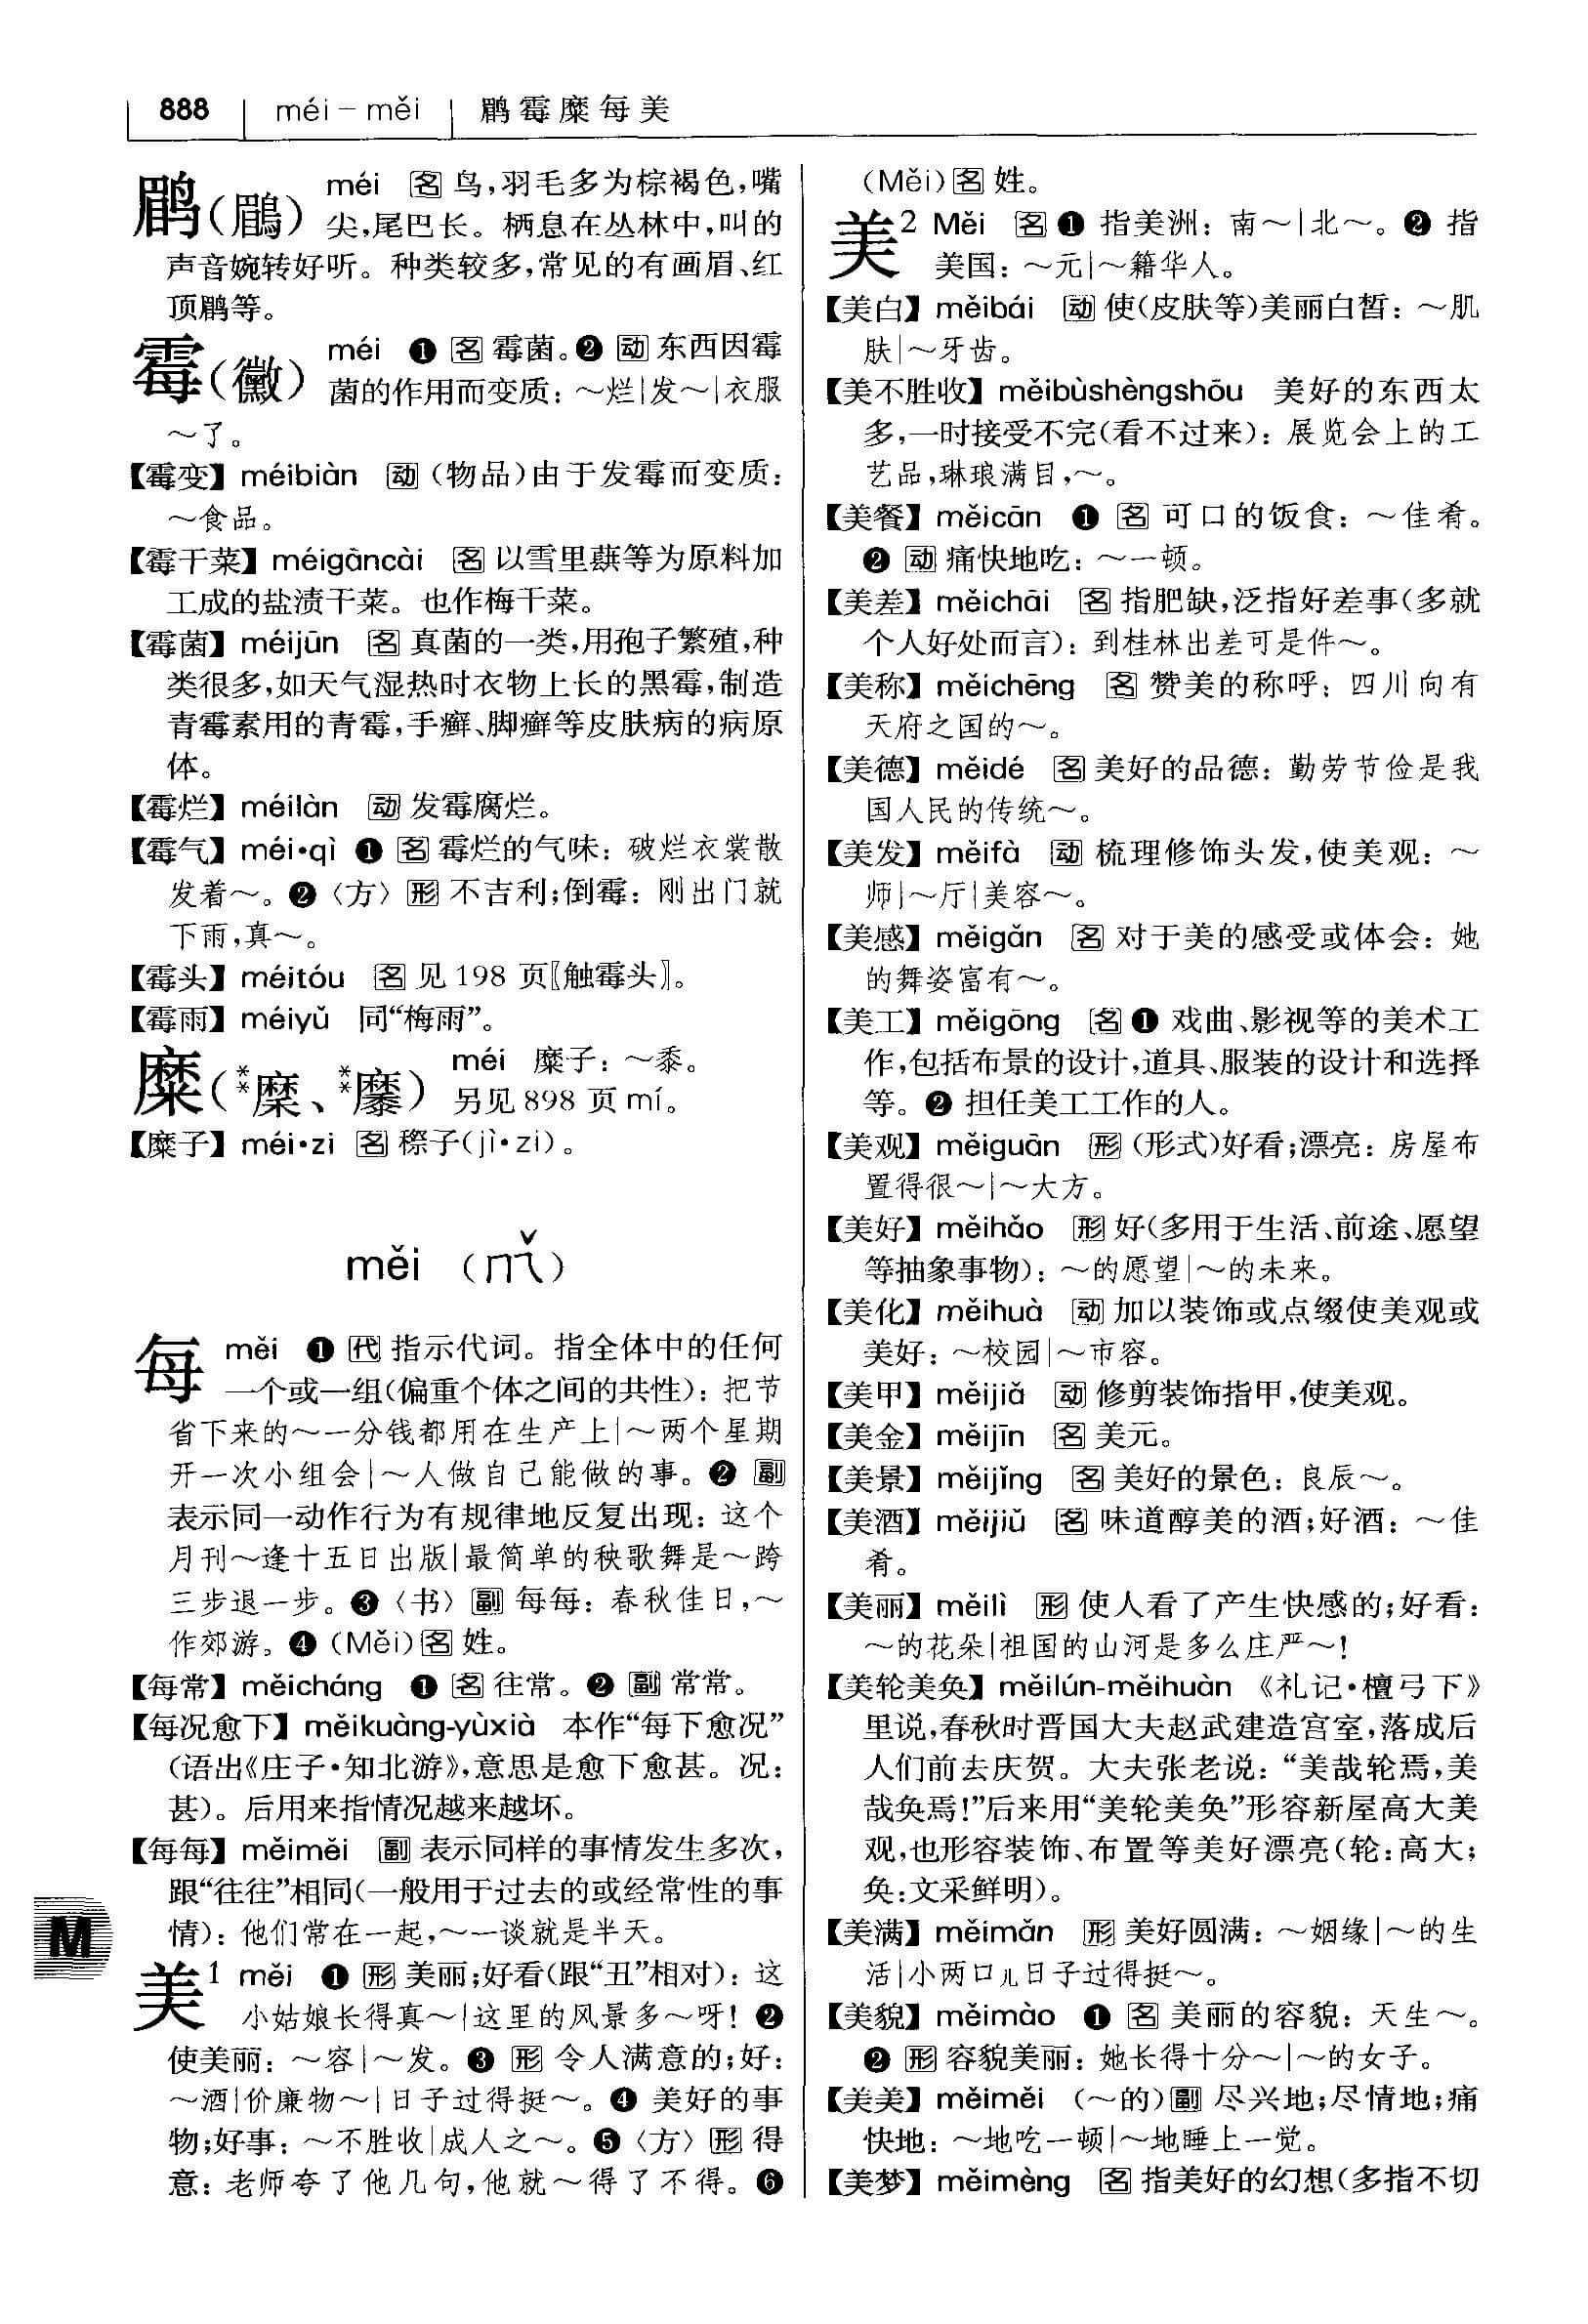 888 méi－měi 鹛霉糜每美
鹛(鶥) méi 名 鸟,羽毛多为棕褐色,嘴
尖,尾巴长。栖息在丛林中,叫的
声音婉转好听。种类较多,常见的有画眉、红
顶鹛等。
霉(黴) méi ❶ 名 霉菌。❷ 动 东西因霉
菌的作用而变质：～烂|发～|衣服
～了。
【霉变】méibiàn 动 (物品)由于发霉而变质：
～食品。
【霉干菜】méigāncài 名 以雪里蕻等为原料加
工成的盐渍干菜。也作梅干菜。
【霉菌】méijūn 名 真菌的一类,用孢子繁殖,种
类很多,如天气湿热时衣物上长的黑霉,制造
青霉素用的青霉,手癣、脚癣等皮肤病的病原
体。
【霉烂】méilàn 动 发霉腐烂。
【霉气】méi•qì ❶ 名 霉烂的气味：破烂衣裳散
发着～。❷〈方〉形 不吉利;倒霉：刚出门就
下雨,真～。
【霉头】méitóu 名 见 198 页〖触霉头〗。
【霉雨】méiyǔ 同“梅雨”。
糜(**𪎭、**穈) méi 糜子：～黍。
另见 898 页 mí。
【糜子】méi•zi 名 穄子(jì•zi)。
měi (ㄇㄟˇ)
每 měi ❶ 代 指示代词。指全体中的任何
一个或一组(偏重个体之间的共性)：把节
省下来的～一分钱都用在生产上|～两个星期
开一次小组会|～人做自己能做的事。❷ 副
表示同一动作行为有规律地反复出现：这个
月刊～逢十五日出版|最简单的秧歌舞是～跨
三步退一步。❸〈书〉副 每每：春秋佳日,～
作郊游。❹ (Měi) 名 姓。
【每常】měicháng ❶ 名 往常。❷ 副 常常。
【每况愈下】měikuàng-yùxià 本作“每下愈况”
(语出《庄子•知北游》,意思是愈下愈甚。况：
甚)。后用来指情况越来越坏。
【每每】měiměi 副 表示同样的事情发生多次,
跟“往往”相同(一般用于过去的或经常性的事
情)：他们常在一起,～一谈就是半天。
M
美1 měi ❶ 形 美丽;好看(跟“丑”相对)：这
小姑娘长得真～|这里的风景多～呀！❷
使美丽：～容|～发。❸ 形 令人满意的;好：
～酒|价廉物～|日子过得挺～。❹ 美好的事
物;好事：～不胜收|成人之～。❺〈方〉形 得
意：老师夸了他几句,他就～得了不得。❻
(Měi) 名 姓。
美2 Měi 名 ❶ 指美洲：南～|北～。❷ 指
美国：～元|～籍华人。
【美白】měibái 动 使(皮肤等)美丽白皙：～肌
肤|～牙齿。
【美不胜收】měibùshèngshōu 美好的东西太
多,一时接受不完(看不过来)：展览会上的工
艺品,琳琅满目,～。
【美餐】měicān ❶ 名 可口的饭食：～佳肴。
❷ 动 痛快地吃：～一顿。
【美差】měichāi 名 指肥缺,泛指好差事(多就
个人好处而言)：到桂林出差可是件～。
【美称】měichēng 名 赞美的称呼：四川向有
天府之国的～。
【美德】měidé 名 美好的品德：勤劳节俭是我
国人民的传统～。
【美发】měifà 动 梳理修饰头发,使美观：～
师|～厅|美容～。
【美感】měigǎn 名 对于美的感受或体会：她
的舞姿富有～。
【美工】měigōng 名 ❶ 戏曲、影视等的美术工
作,包括布景的设计,道具、服装的设计和选择
等。❷ 担任美工工作的人。
【美观】měiguān 形 (形式)好看;漂亮：房屋布
置得很～|～大方。
【美好】měihǎo 形 好(多用于生活、前途、愿望
等抽象事物)：～的愿望|～的未来。
【美化】měihuà 动 加以装饰或点缀使美观或
美好：～校园|～市容。
【美甲】měijiǎ 动 修剪装饰指甲,使美观。
【美金】měijīn 名 美元。
【美景】měijǐng 名 美好的景色：良辰～。
【美酒】měijiǔ 名 味道醇美的酒;好酒：～佳
肴。
【美丽】měilì 形 使人看了产生快感的;好看：
～的花朵|祖国的山河是多么庄严～！
【美轮美奂】měilún-měihuàn 《礼记•檀弓下》
里说,春秋时晋国大夫赵武建造宫室,落成后
人们前去庆贺。大夫张老说：“美哉轮焉,美
哉奂焉！”后来用“美轮美奂”形容新屋高大美
观,也形容装饰、布置等美好漂亮(轮：高大;
奂：文采鲜明)。
【美满】měimǎn 形 美好圆满：～姻缘|～的生
活|小两口儿日子过得挺～。
【美貌】měimào ❶ 名 美丽的容貌：天生～。
❷ 形 容貌美丽：她长得十分～|～的女子。
【美美】měiměi (～的) 副 尽兴地;尽情地;痛
快地：～地吃一顿|～地睡上一觉。
【美梦】měimèng 名 指美好的幻想(多指不切